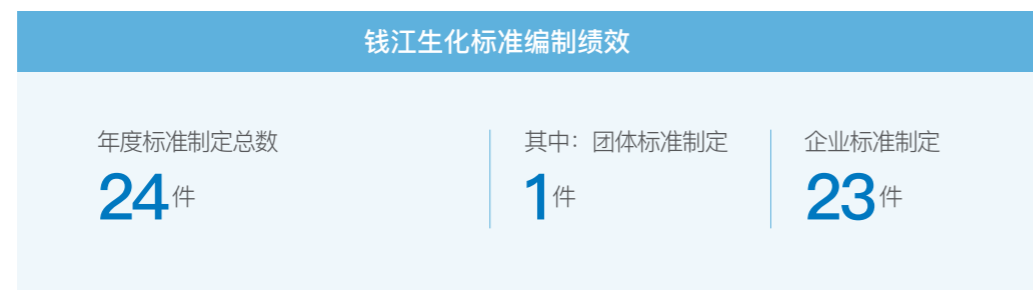 钱江生化标准编制绩效
年度标准制定总数
24件
其中：团体标准制定
1件
企业标准制定
23件